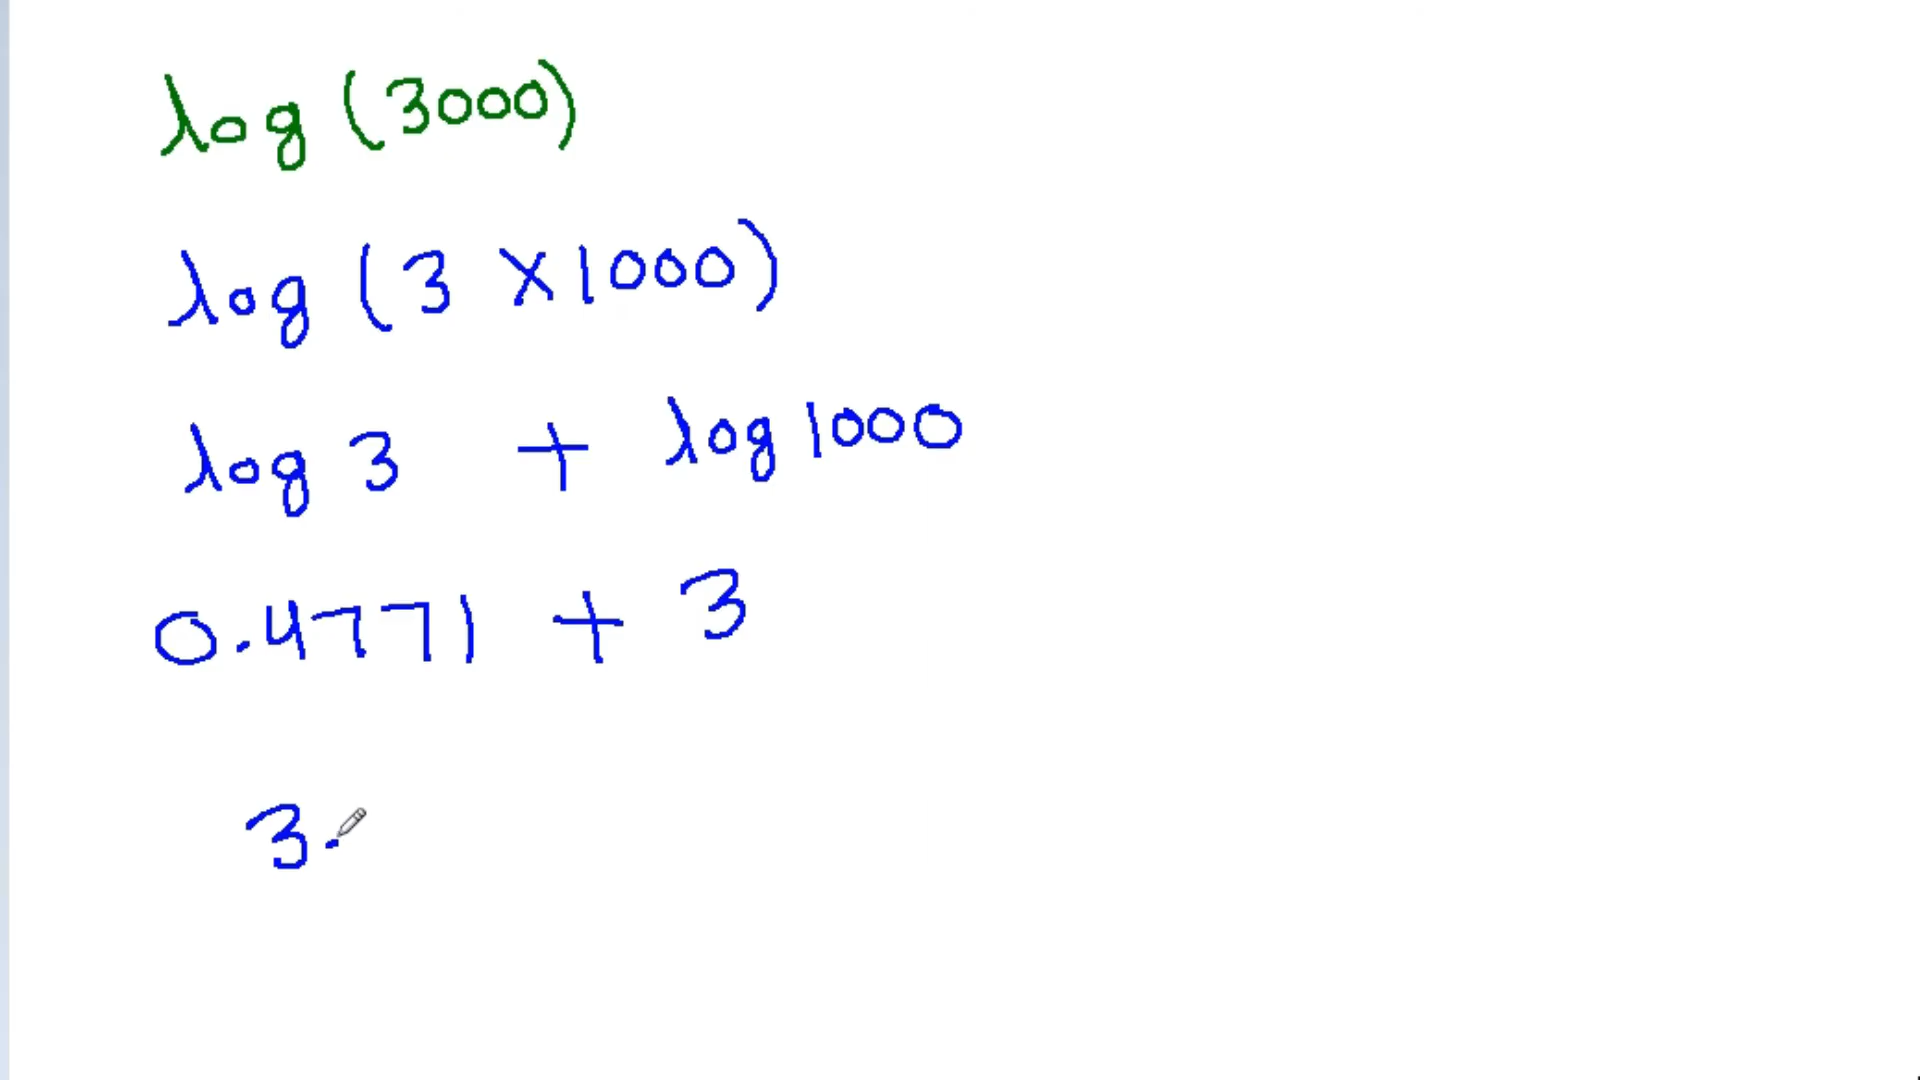 log (3000)
log (3 ×1000)
log 3 + log 1000
0.4771 + 3
3.